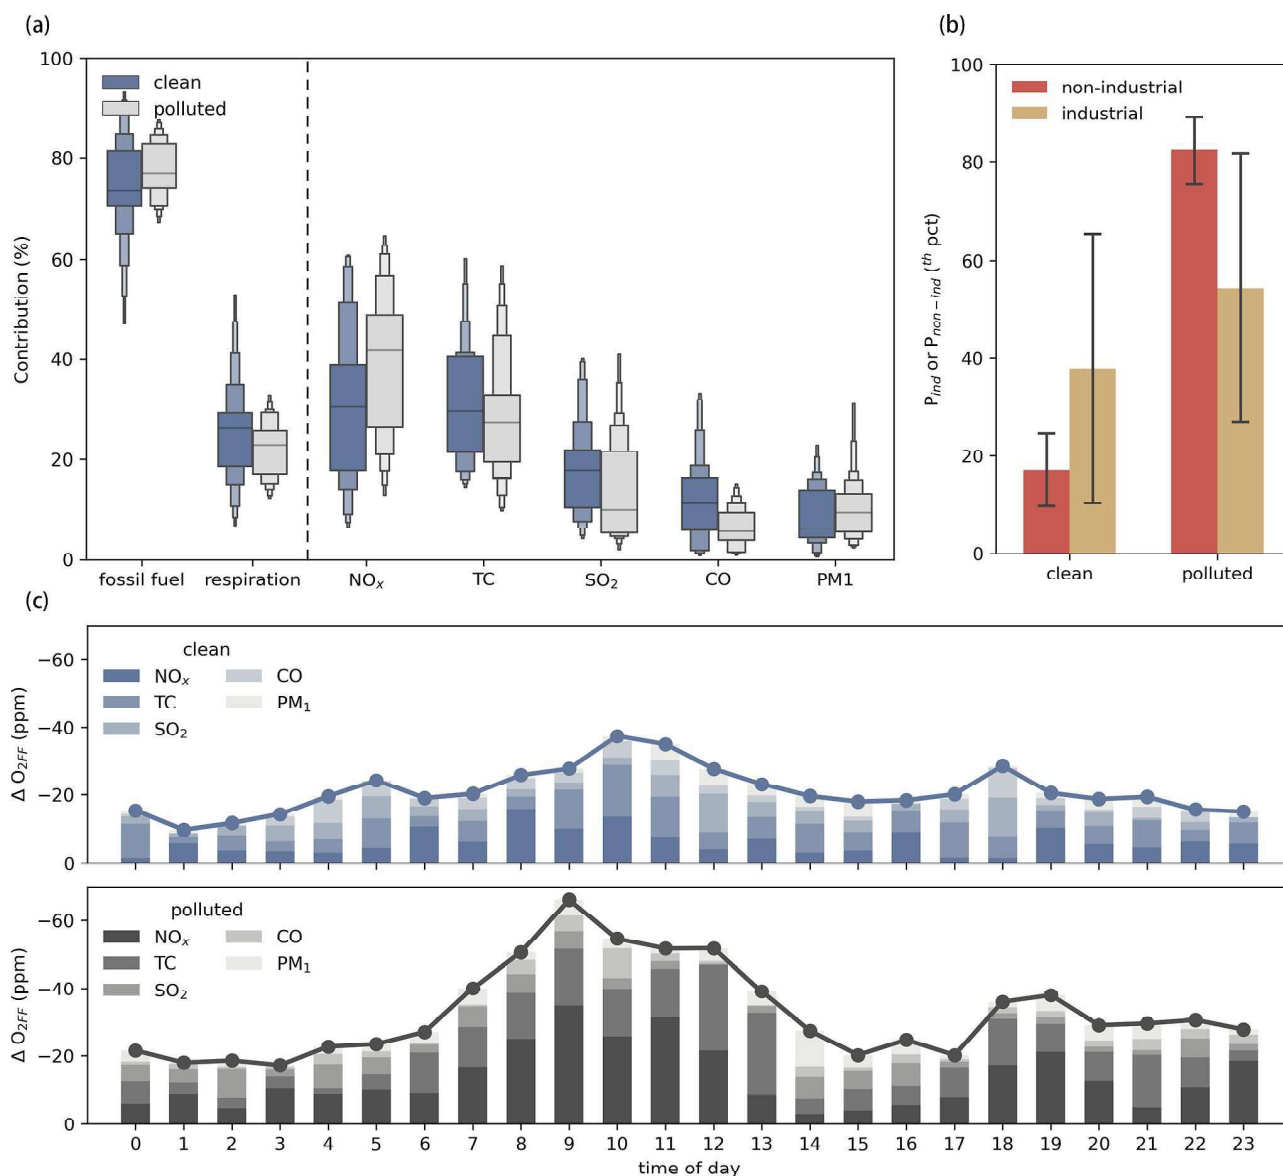 (a)
Contribution (%)
100
80
60
40
20
0
clean
polluted
fossil fuel respiration NOₓ TC SO₂ CO PM1
(b)
P_ind or P_non−ind (^th pct)
100
80
60
40
20
0
non-industrial
industrial
clean polluted
(c)
Δ O₂FF (ppm)
−60
−40
−20
0
clean
NOₓ CO
TC PM₁
SO₂
Δ O₂FF (ppm)
−60
−40
−20
0
polluted
NOₓ CO
TC PM₁
SO₂
0 1 2 3 4 5 6 7 8 9 10 11 12 13 14 15 16 17 18 19 20 21 22 23
time of day